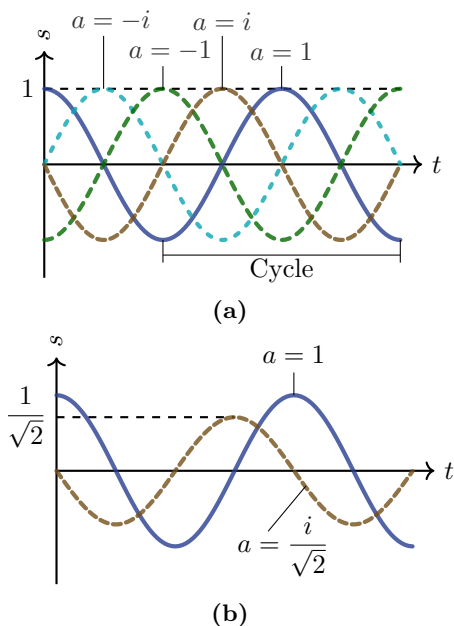 a = −i
a = i
a = −1
a = 1
s
1
t
Cycle
(a)
s
a = 1
1/√2
t
a = i/√2
(b)